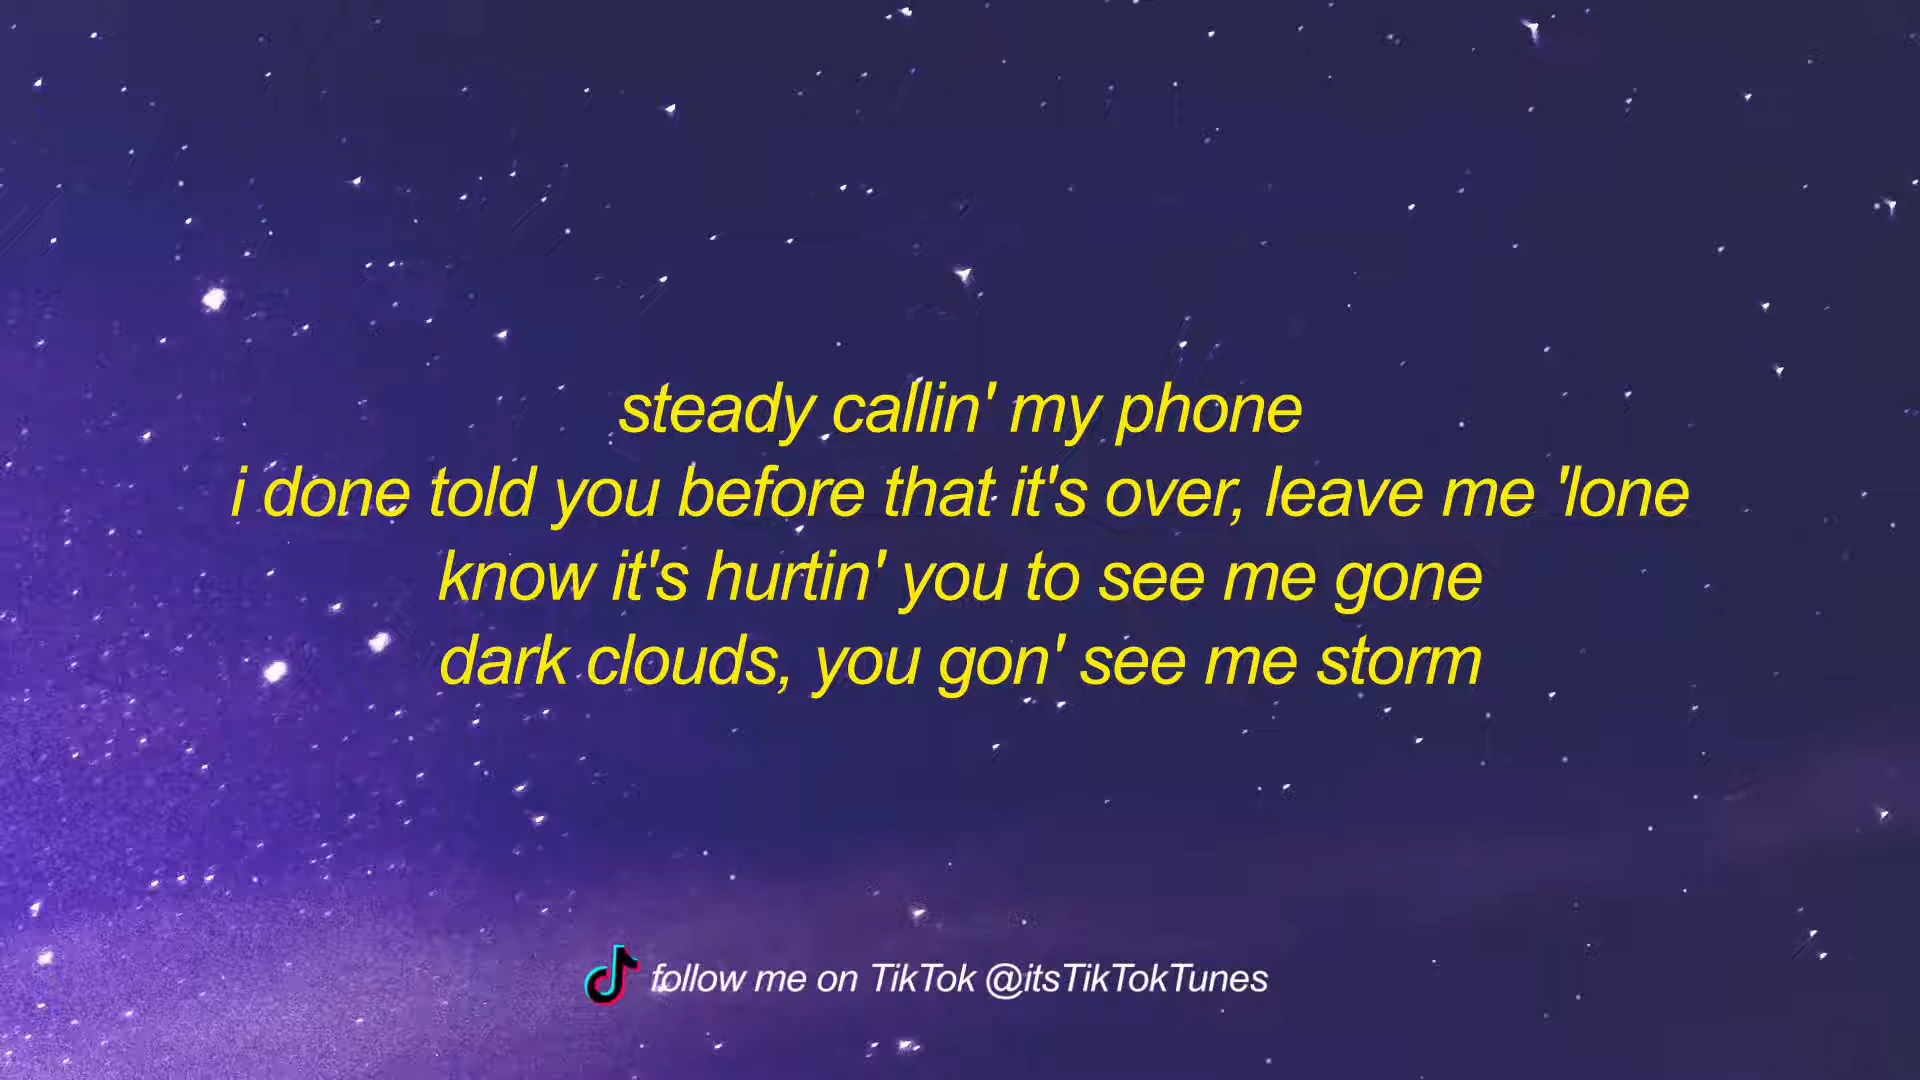 steady callin' my phone
i done told you before that it's over, leave me 'lone
know it's hurtin' you to see me gone
dark clouds, you gon' see me storm
follow me on TikTok @itsTikTokTunes